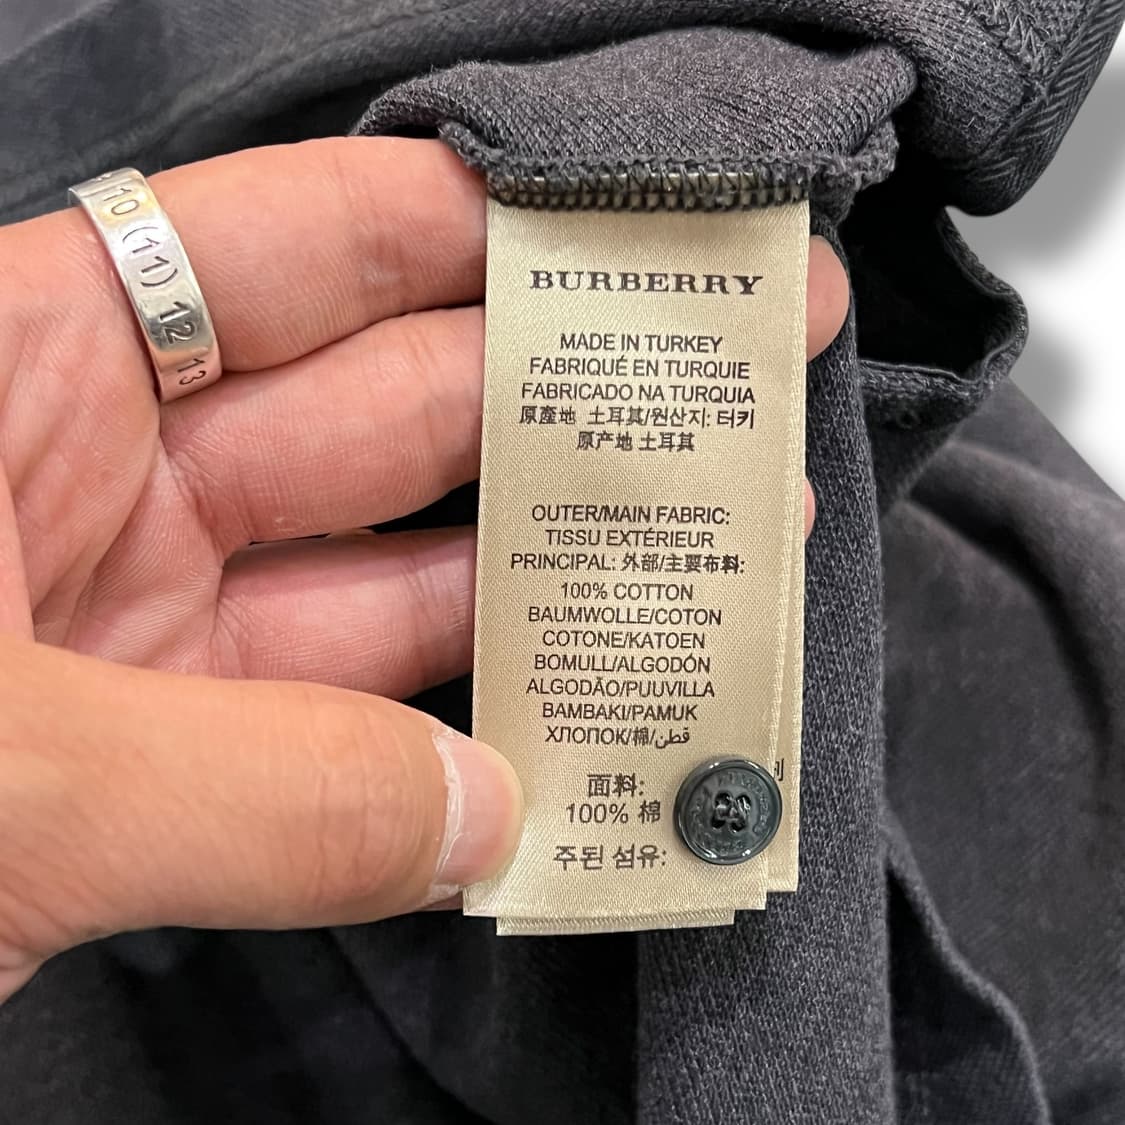 10 (11) 12 13
BURBERRY
MADE IN TURKEY
FABRIQUÉ EN TURQUIE
FABRICADO NA TURQUIA
原產地 土耳其/원산지: 터키
原产地 土耳其
OUTER/MAIN FABRIC:
TISSU EXTÉRIEUR
PRINCIPAL: 外部/主要布料:
100% COTTON
BAUMWOLLE/COTON
COTONE/KATOEN
BOMULL/ALGODÓN
ALGODÃO/PUUVILLA
BAMBAKI/PAMUK
ХЛОПОК/棉/قطن
面料:
100% 棉
주된 섬유: